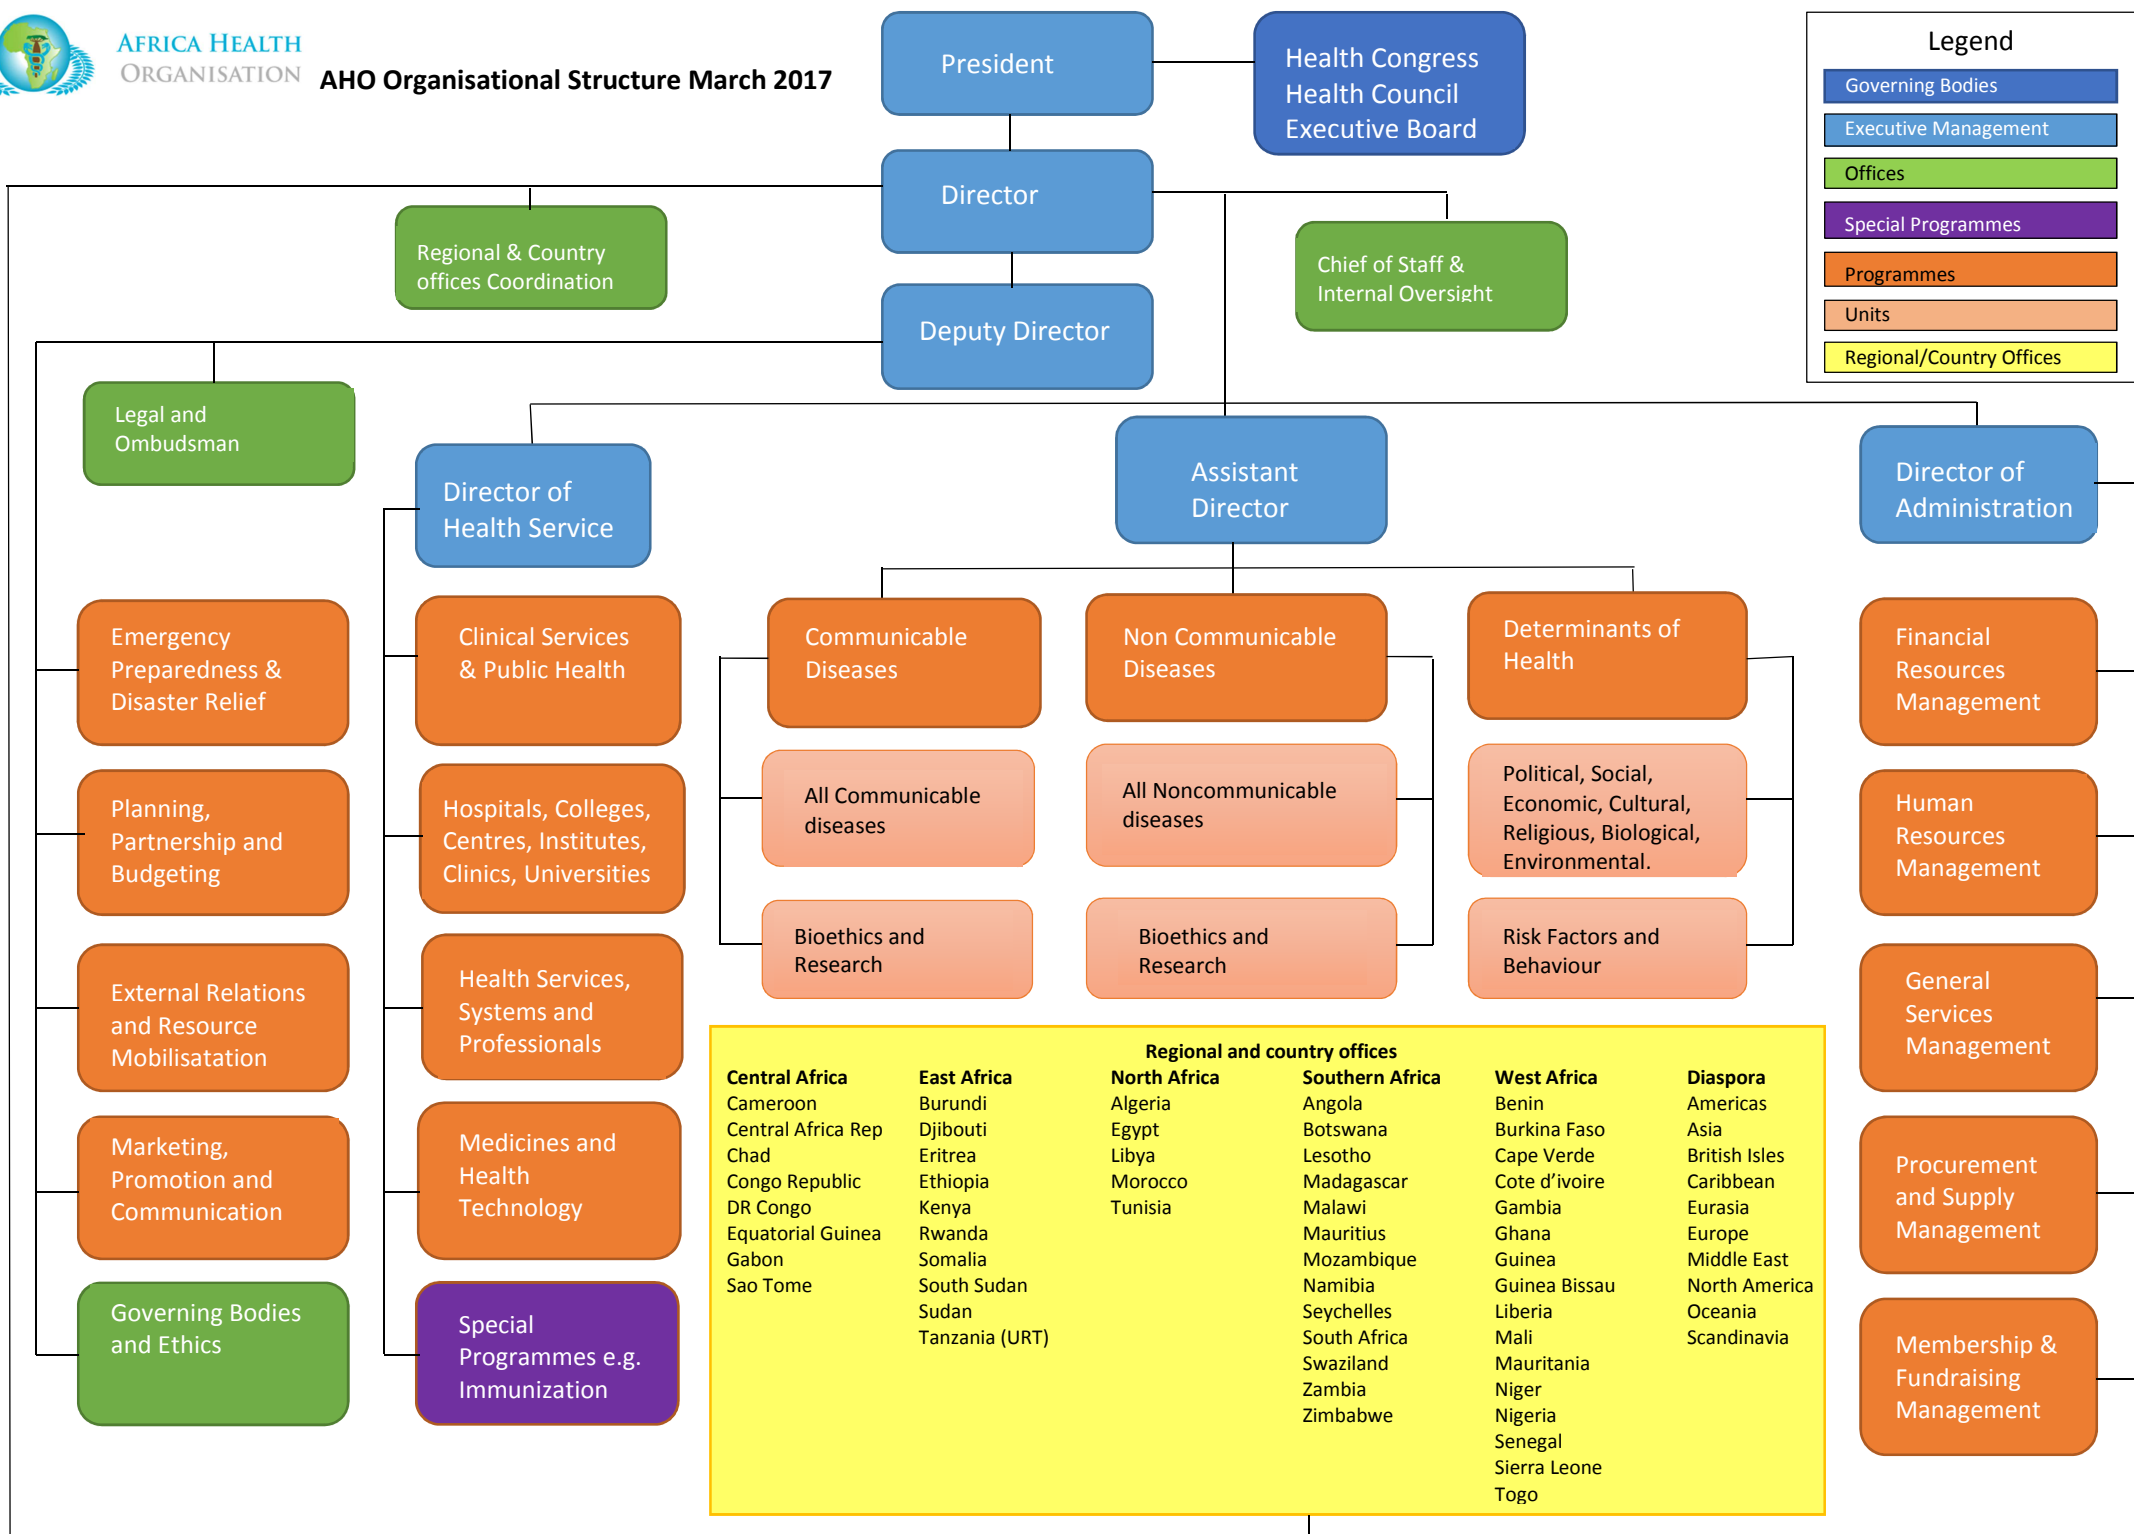 AFRICA HEALTH
ORGANISATION
AHO Organisational Structure March 2017
President
Health Congress
Health Council
Executive Board
Legend
Governing Bodies
Executive Management
Offices
Special Programmes
Programmes
Units
Regional/Country Offices
Director
Regional & Country
offices Coordination
Chief of Staff &
Internal Oversight
Deputy Director
Legal and
Ombudsman
Director of
Health Service
Assistant
Director
Director of
Administration
Emergency
Preparedness &
Disaster Relief
Planning,
Partnership and
Budgeting
External Relations
and Resource
Mobilisatation
Marketing,
Promotion and
Communication
Governing Bodies
and Ethics
Clinical Services
& Public Health
Hospitals, Colleges,
Centres, Institutes,
Clinics, Universities
Health Services,
Systems and
Professionals
Medicines and
Health
Technology
Special
Programmes e.g.
Immunization
Communicable
Diseases
All Communicable
diseases
Bioethics and
Research
Non Communicable
Diseases
All Noncommunicable
diseases
Bioethics and
Research
Determinants of
Health
Political, Social,
Economic, Cultural,
Religious, Biological,
Environmental.
Risk Factors and
Behaviour
Financial
Resources
Management
Human
Resources
Management
General
Services
Management
Procurement
and Supply
Management
Membership &
Fundraising
Management
Regional and country offices
Central Africa
Cameroon
Central Africa Rep
Chad
Congo Republic
DR Congo
Equatorial Guinea
Gabon
Sao Tome
East Africa
Burundi
Djibouti
Eritrea
Ethiopia
Kenya
Rwanda
Somalia
South Sudan
Sudan
Tanzania (URT)
North Africa
Algeria
Egypt
Libya
Morocco
Tunisia
Southern Africa
Angola
Botswana
Lesotho
Madagascar
Malawi
Mauritius
Mozambique
Namibia
Seychelles
South Africa
Swaziland
Zambia
Zimbabwe
West Africa
Benin
Burkina Faso
Cape Verde
Cote d’ivoire
Gambia
Ghana
Guinea
Guinea Bissau
Liberia
Mali
Mauritania
Niger
Nigeria
Senegal
Sierra Leone
Togo
Diaspora
Americas
Asia
British Isles
Caribbean
Eurasia
Europe
Middle East
North America
Oceania
Scandinavia